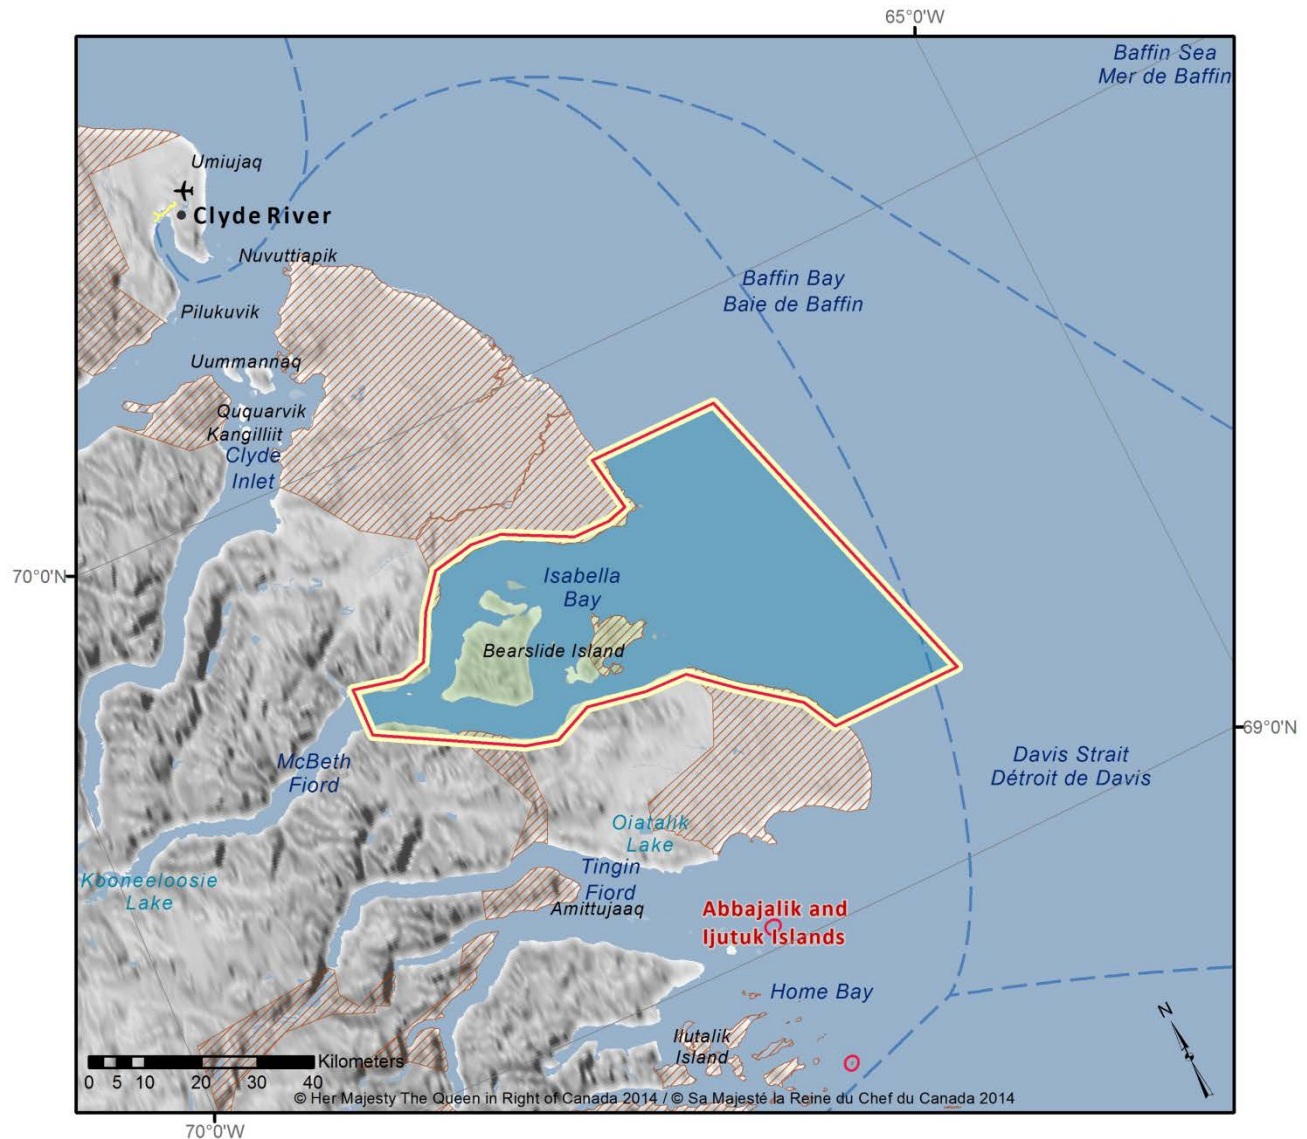 65°0'W
Baffin Sea
Mer de Baffin
Umiujaq
Clyde River
Nuvuttiapik
Baffin Bay
Baie de Baffin
Pilukuvik
Uummannaq
Ququarvik
Kangilliit
Clyde
Inlet
70°0'N
Isabella
Bay
Bearslide Island
69°0'N
McBeth
Fiord
Davis Strait
Détroit de Davis
Oiatalik
Lake
Tingin
Fiord
Kooneeloosie
Lake
Amittujaaq
Abbajalik and
Ijutuk Islands
Home Bay
Ilutalik
Island
N
Kilometers
0 5 10 20 30 40
© Her Majesty The Queen in Right of Canada 2014 / © Sa Majesté la Reine du Chef du Canada 2014
70°0'W